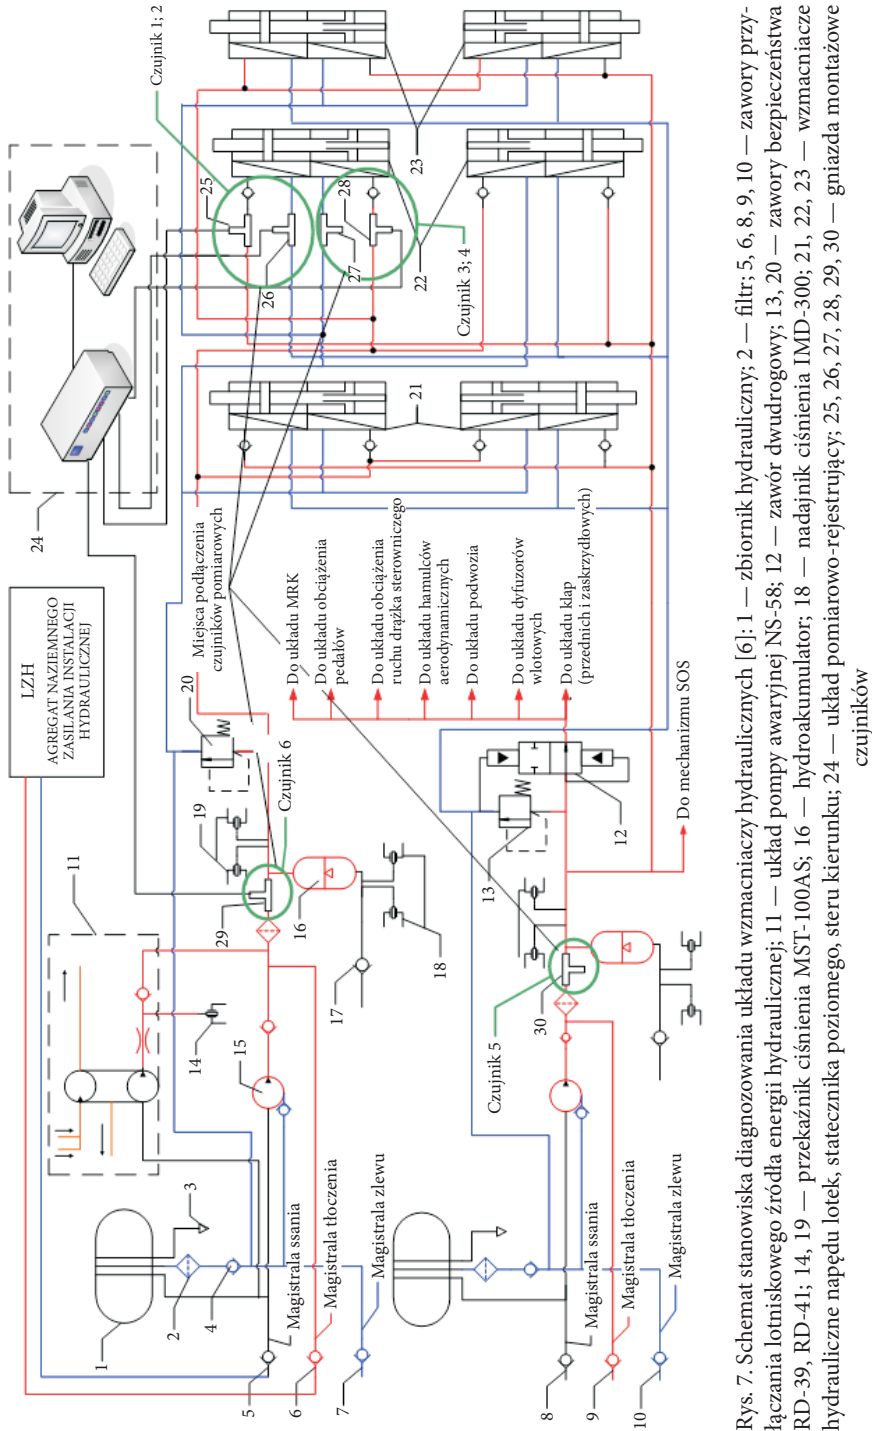 LZH
AGREGAT NAZIEMNEGO
ZASILANIA INSTALACJI
HYDRAULICZNEJ
24
Czujnik 1; 2
25
26
27
28
Czujnik 3; 4
22
23
21
11
14
15
1
2
3
4
5
6
7
Magistrala ssania
Magistrala tłoczenia
Magistrala zlewu
29
16
17
18
19
20
Czujnik 6
Miejsca podłączenia
czujników pomiarowych
Do układu MRK
Do układu obciążenia
pedałów
Do układu obciążenia
ruchu drążka sterowniczego
Do układu hamulców
aerodynamicznych
Do układu podwozia
Do układu dyfuzorów
wlotowych
Do układu klap
(przednich i zaskrzydłowych)
Czujnik 5
30
13
12
Do mechanizmu SOS
8
9
10
Magistrala ssania
Magistrala tłoczenia
Magistrala zlewu
Rys. 7. Schemat stanowiska diagnozowania układu wzmacniaczy hydraulicznych [6]: 1 — zbiornik hydrauliczny; 2 — filtr; 5, 6, 8, 9, 10 — zawory przy-
łączania lotniskowego źródła energii hydraulicznej; 11 — układ pompy awaryjnej NS-58; 12 — zawór dwudrogowy; 13, 20 — zawory bezpieczeństwa
RD-39, RD-41; 14, 19 — przekaźnik ciśnienia MST-100AS; 16 — hydroakumulator; 18 — nadajnik ciśnienia IMD-300; 21, 22, 23 — wzmacniacze
hydrauliczne napędu lotek, statecznika poziomego, steru kierunku; 24 — układ pomiarowo-rejestrujący; 25, 26, 27, 28, 29, 30 — gniazda montażowe
czujników